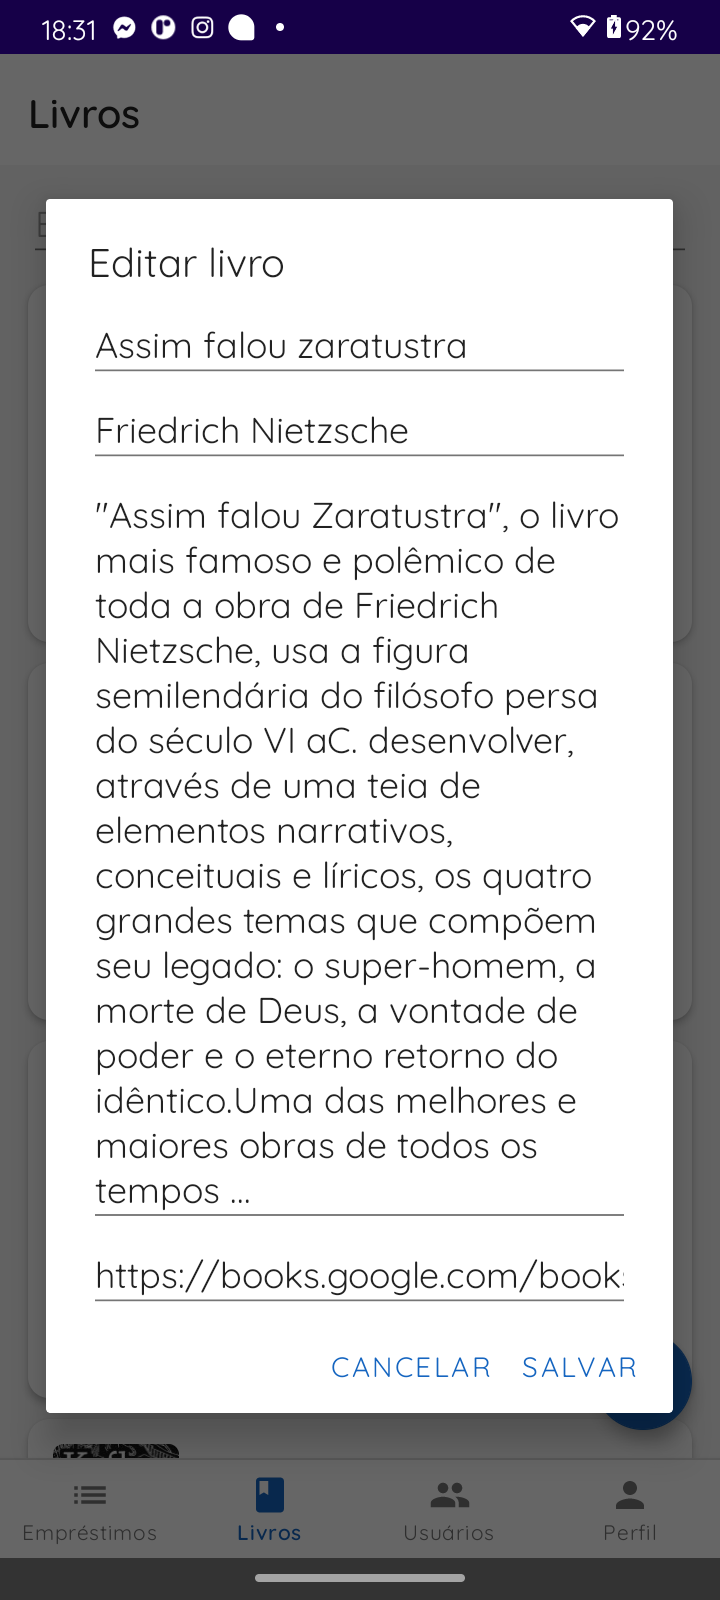 18:31
92%
Livros
Editar livro
Assim falou zaratustra
Friedrich Nietzsche
"Assim falou Zaratustra", o livro
mais famoso e polêmico de
toda a obra de Friedrich
Nietzsche, usa a figura
semilendária do filósofo persa
do século VI aC. desenvolver,
através de uma teia de
elementos narrativos,
conceituais e líricos, os quatro
grandes temas que compõem
seu legado: o super-homem, a
morte de Deus, a vontade de
poder e o eterno retorno do
idêntico.Uma das melhores e
maiores obras de todos os
tempos ...
https://books.google.com/books
CANCELAR SALVAR
Empréstimos Livros Usuários Perfil